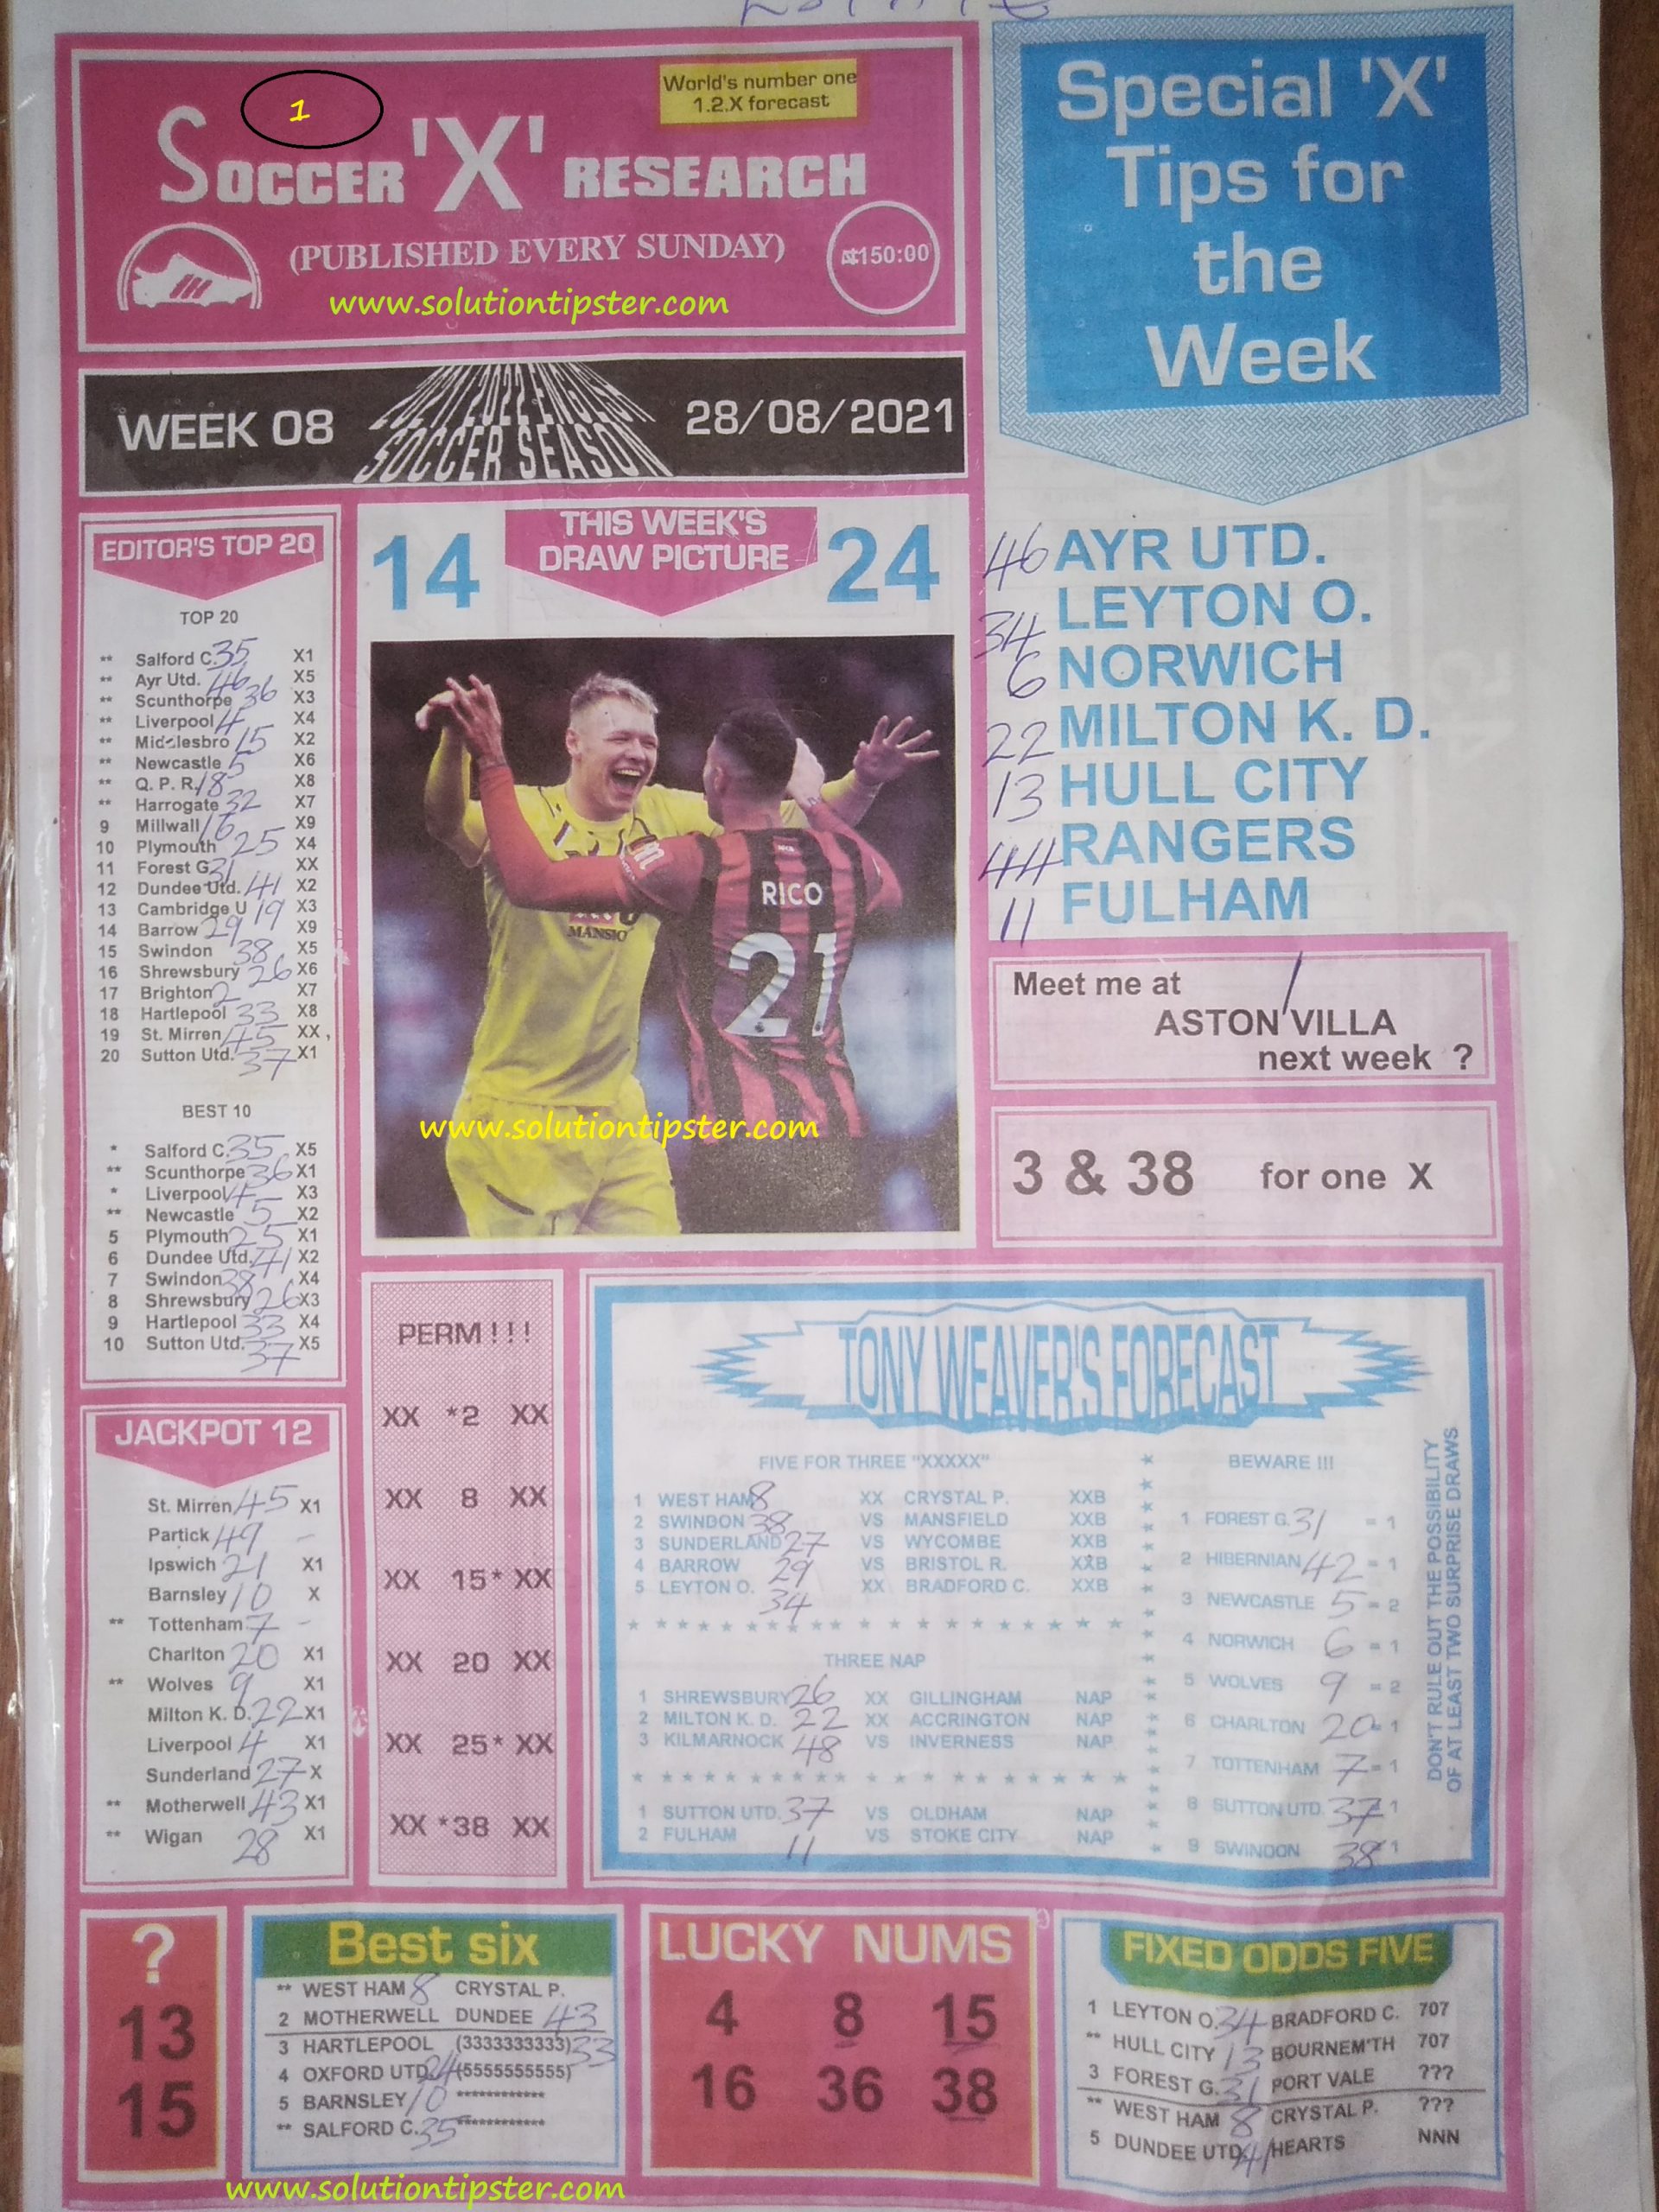 World's number one
1.2.X forecast
1
SOCCER 'X' RESEARCH
(PUBLISHED EVERY SUNDAY)
₦150:00
www.solutiontipster.com
WEEK 08
2021/2022 ENGLISH
SOCCER SEASON
28/08/2021
Special 'X'
Tips for
the
Week
46 AYR UTD.
34 LEYTON O.
6 NORWICH
22 MILTON K. D.
13 HULL CITY
44 RANGERS
11 FULHAM
Meet me at
1
ASTON VILLA
next week ?
3 & 38 for one X
EDITOR'S TOP 20
TOP 20
** Salford C. 35 X1
** Ayr Utd. 46 X5
** Scunthorpe 36 X3
** Liverpool 4 X4
** Middlesbro 15 X2
** Newcastle 5 X6
** Q. P. R. 18 X8
** Harrogate 32 X7
9 Millwall 16 X9
10 Plymouth 25 X4
11 Forest G. 31 XX
12 Dundee Utd. 41 X2
13 Cambridge U 19 X3
14 Barrow 29 X9
15 Swindon 38 X5
16 Shrewsbury 26 X6
17 Brighton 2 X7
18 Hartlepool 33 X8
19 St. Mirren 45 XX
20 Sutton Utd. 37 X1
BEST 10
* Salford C. 35 X5
** Scunthorpe 36 X1
* Liverpool 4 X3
** Newcastle 5 X2
5 Plymouth 25 X1
6 Dundee Utd. 41 X2
7 Swindon 38 X4
8 Shrewsbury 26 X3
9 Hartlepool 33 X4
10 Sutton Utd. 37 X5
14
THIS WEEK'S
DRAW PICTURE
24
RICO
21
MANSIO
www.solutiontipster.com
JACKPOT 12
St. Mirren 45 X1
Partick 49 -
Ipswich 21 X1
Barnsley 10 X
** Tottenham 7 -
Charlton 20 X1
** Wolves 9 X1
Milton K. D. 22 X1
Liverpool 4 X1
Sunderland 27 X
** Motherwell 43 X1
** Wigan 28 X1
PERM ! ! !
XX *2 XX
XX 8 XX
XX 15* XX
XX 20 XX
XX 25* XX
XX *38 XX
TONY WEAVER'S FORECAST
FIVE FOR THREE "XXXXX"
1 WEST HAM 8 XX CRYSTAL P. XXB
2 SWINDON 38 VS MANSFIELD XXB
3 SUNDERLAND 27 VS WYCOMBE XXB
4 BARROW 29 VS BRISTOL R. XXB
5 LEYTON O. 34 XX BRADFORD C. XXB
THREE NAP
1 SHREWSBURY 26 XX GILLINGHAM NAP
2 MILTON K. D. 22 XX ACCRINGTON NAP
3 KILMARNOCK 48 VS INVERNESS NAP
1 SUTTON UTD. 37 VS OLDHAM NAP
2 FULHAM 11 VS STOKE CITY NAP
BEWARE !!!
1 FOREST G. 31 = 1
2 HIBERNIAN 42 = 1
3 NEWCASTLE 5 = 2
4 NORWICH 6 = 1
5 WOLVES 9 = 2
6 CHARLTON 20 = 1
7 TOTTENHAM 7 = 1
8 SUTTON UTD. 37 1
9 SWINDON 38 1
DON'T RULE OUT THE POSSIBILITY
OF AT LEAST TWO SURPRISE DRAWS
?
13
15
Best six
** WEST HAM 8 CRYSTAL P.
2 MOTHERWELL DUNDEE 43
3 HARTLEPOOL (3333333333) 33
4 OXFORD UTD 24 (5555555555)
5 BARNSLEY 10 ************
** SALFORD C. 35 ************
LUCKY NUMS
4 8 15
16 36 38
FIXED ODDS FIVE
1 LEYTON O. 34 BRADFORD C. 707
** HULL CITY 13 BOURNEM'TH 707
3 FOREST G. 31 PORT VALE ???
** WEST HAM 8 CRYSTAL P. ???
5 DUNDEE UTD 41 HEARTS NNN
www.solutiontipster.com